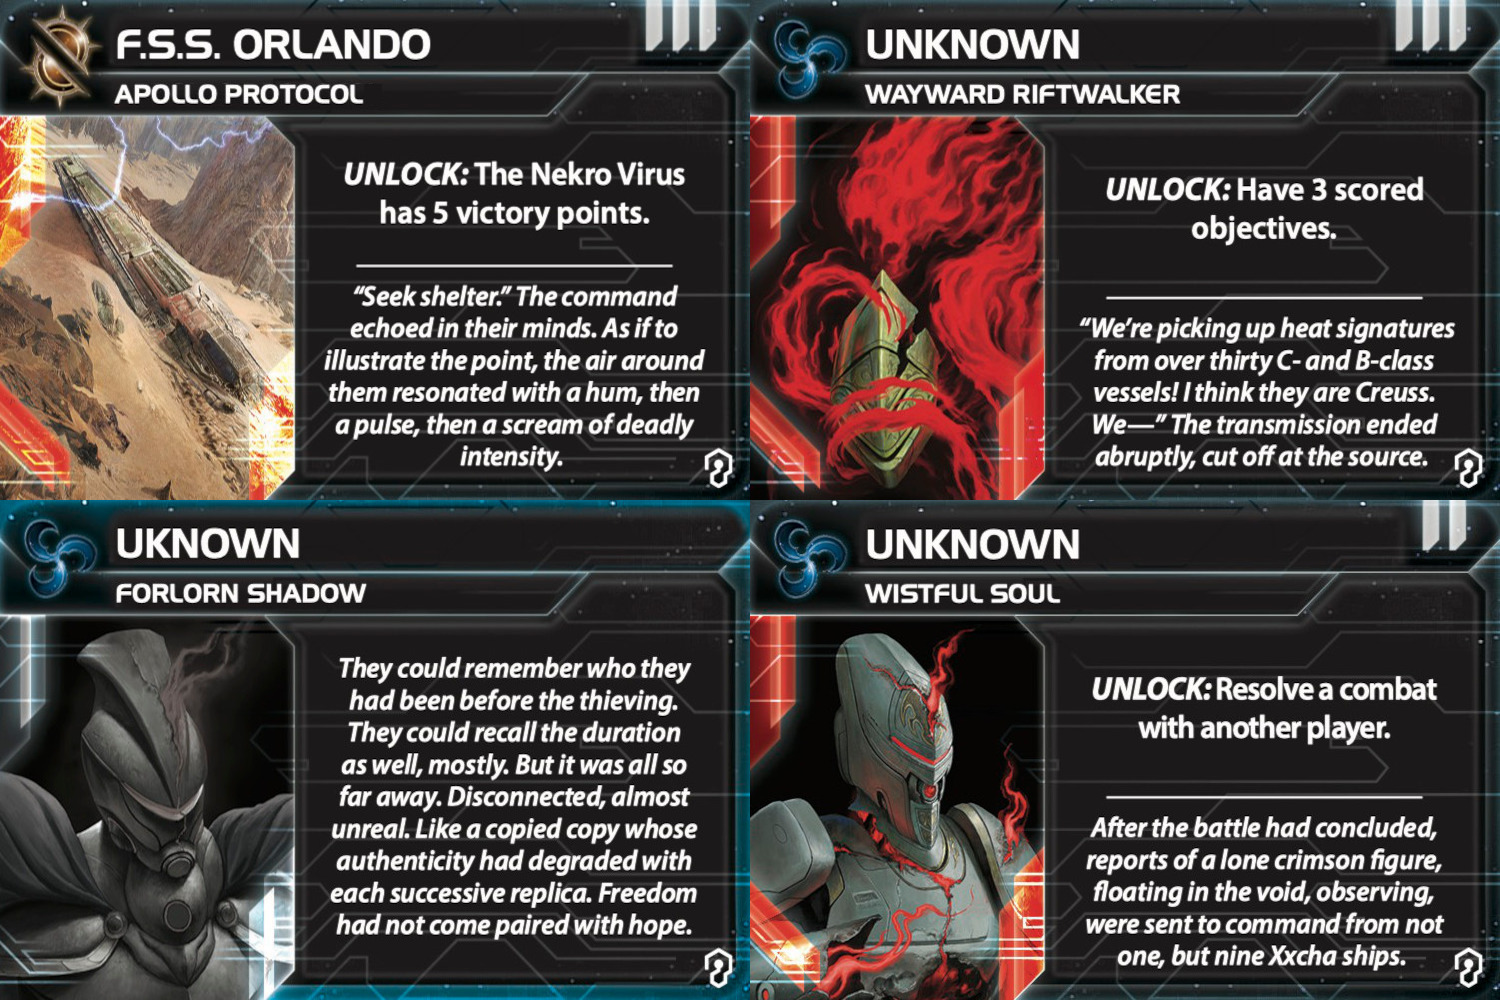 F.S.S. ORLANDO
APOLLO PROTOCOL
UNLOCK: The Nekro Virus
has 5 victory points.
“Seek shelter.” The command
echoed in their minds. As if to
illustrate the point, the air around
them resonated with a hum, then
a pulse, then a scream of deadly
intensity.
UNKNOWN
WAYWARD RIFTWALKER
UNLOCK: Have 3 scored
objectives.
“We’re picking up heat signatures
from over thirty C- and B-class
vessels! I think they are Creuss.
We—” The transmission ended
abruptly, cut off at the source.
UKNOWN
FORLORN SHADOW
They could remember who they
had been before the thieving.
They could recall the duration
as well, mostly. But it was all so
far away. Disconnected, almost
unreal. Like a copied copy whose
authenticity had degraded with
each successive replica. Freedom
had not come paired with hope.
UNKNOWN
WISTFUL SOUL
UNLOCK: Resolve a combat
with another player.
After the battle had concluded,
reports of a lone crimson figure,
floating in the void, observing,
were sent to command from not
one, but nine Xxcha ships.